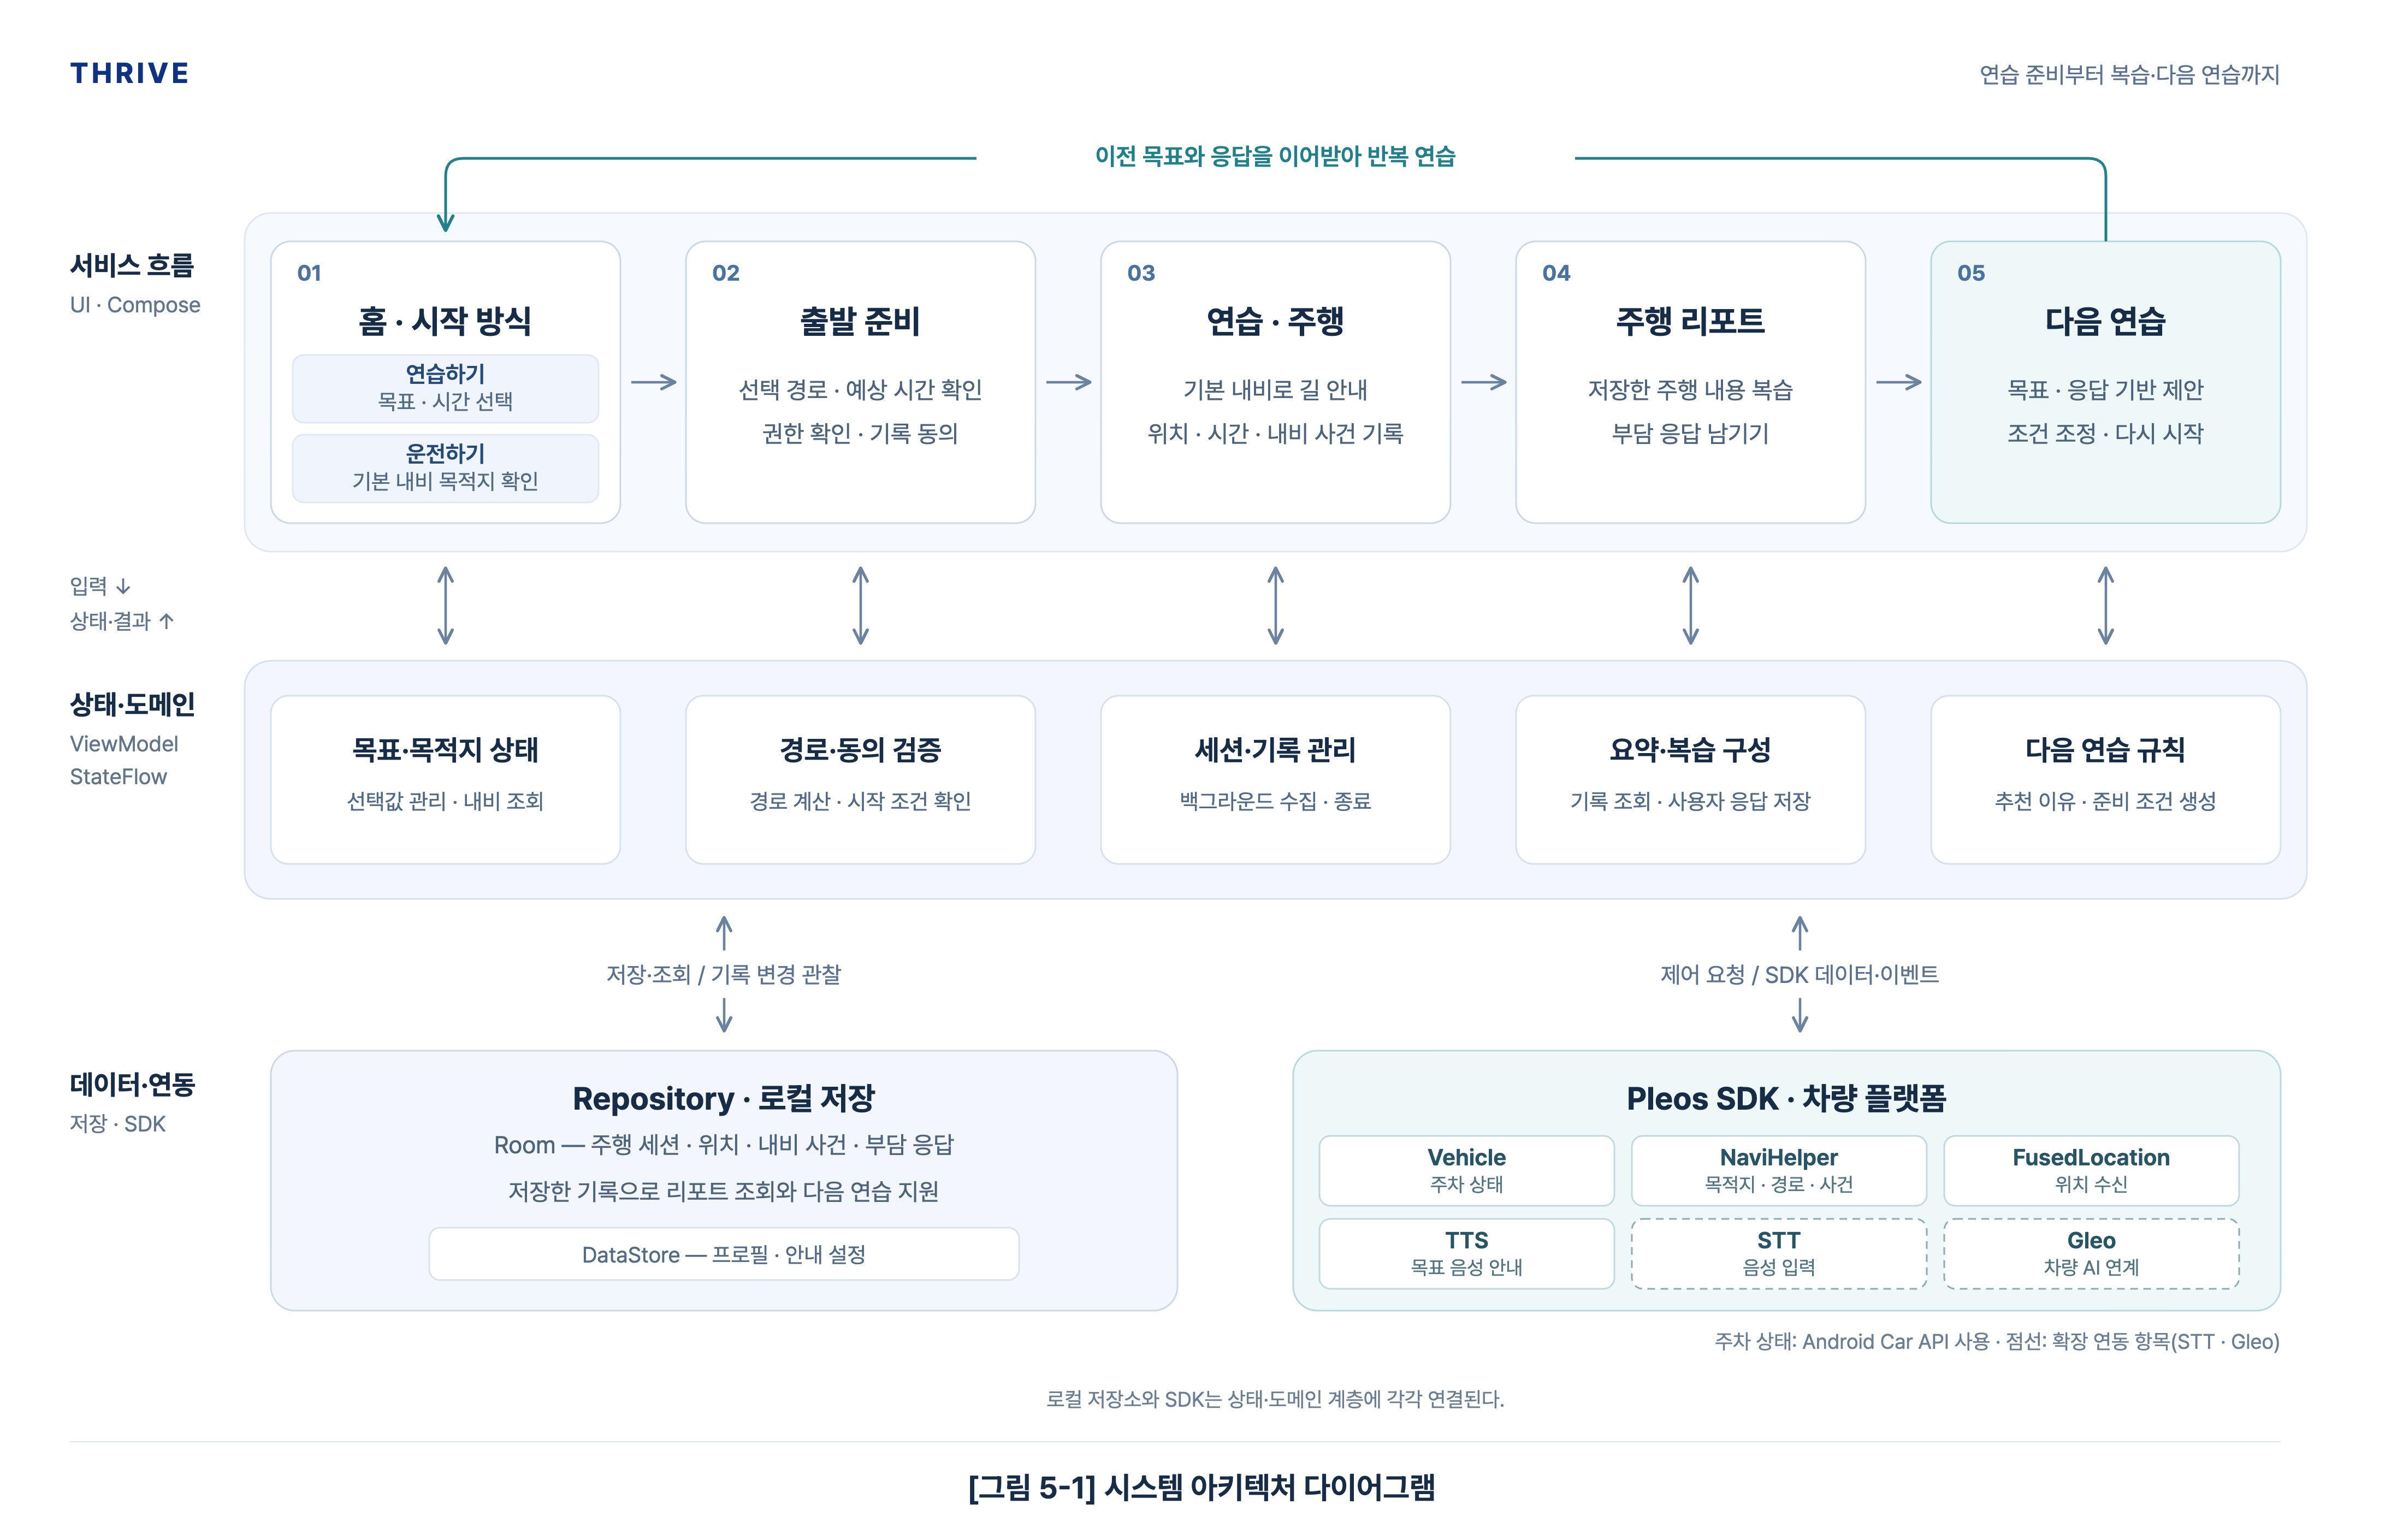 THRIVE
연습 준비부터 복습·다음 연습까지
이전 목표와 응답을 이어받아 반복 연습
서비스 흐름
UI · Compose
01
홈 · 시작 방식
연습하기
목표 · 시간 선택
운전하기
기본 내비 목적지 확인
02
출발 준비
선택 경로 · 예상 시간 확인
권한 확인 · 기록 동의
03
연습 · 주행
기본 내비로 길 안내
위치 · 시간 · 내비 사건 기록
04
주행 리포트
저장한 주행 내용 복습
부담 응답 남기기
05
다음 연습
목표 · 응답 기반 제안
조건 조정 · 다시 시작
입력 ↓
상태·결과 ↑
상태·도메인
ViewModel
StateFlow
목표·목적지 상태
선택값 관리 · 내비 조회
경로·동의 검증
경로 계산 · 시작 조건 확인
세션·기록 관리
백그라운드 수집 · 종료
요약·복습 구성
기록 조회 · 사용자 응답 저장
다음 연습 규칙
추천 이유 · 준비 조건 생성
저장·조회 / 기록 변경 관찰
제어 요청 / SDK 데이터·이벤트
데이터·연동
저장 · SDK
Repository · 로컬 저장
Room — 주행 세션 · 위치 · 내비 사건 · 부담 응답
저장한 기록으로 리포트 조회와 다음 연습 지원
DataStore — 프로필 · 안내 설정
Pleos SDK · 차량 플랫폼
Vehicle
주차 상태
NaviHelper
목적지 · 경로 · 사건
FusedLocation
위치 수신
TTS
목표 음성 안내
STT
음성 입력
Gleo
차량 AI 연계
주차 상태: Android Car API 사용 · 점선: 확장 연동 항목(STT · Gleo)
로컬 저장소와 SDK는 상태·도메인 계층에 각각 연결된다.
[그림 5-1] 시스템 아키텍처 다이어그램